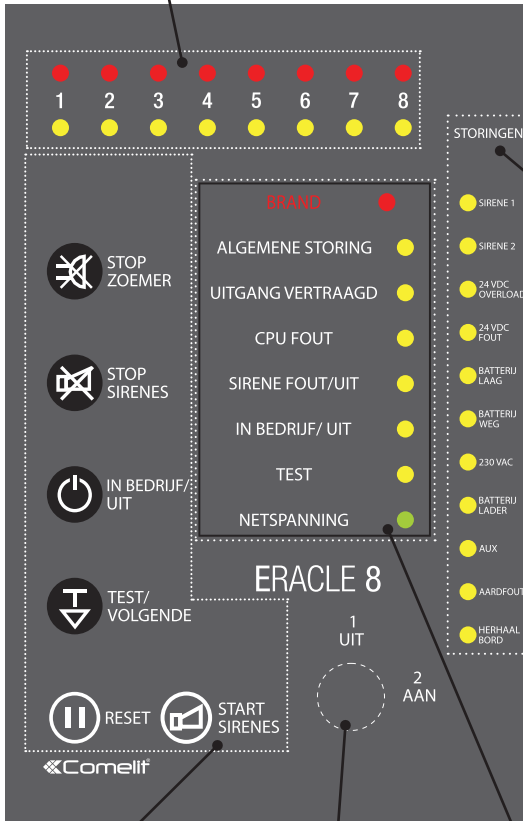 1 2 3 4 5 6 7 8
STORINGEN
BRAND
ALGEMENE STORING
UITGANG VERTRAAGD
CPU FOUT
SIRENE FOUT/UIT
IN BEDRIJF/ UIT
TEST
NETSPANNING
SIRENE 1
SIRENE 2
24 VDC
OVERLOAD
24 VDC
FOUT
BATTERIJ
LAAG
BATTERIJ
WEG
230 VAC
BATTERIJ
LADER
AUX
AARDFOUT
HERHAAL
BORD
STOP
ZOEMER
STOP
SIRENES
IN BEDRIJF/
UIT
TEST/
VOLGENDE
RESET
START
SIRENES
ERACLE 8
1
UIT
2
AAN
Comelit